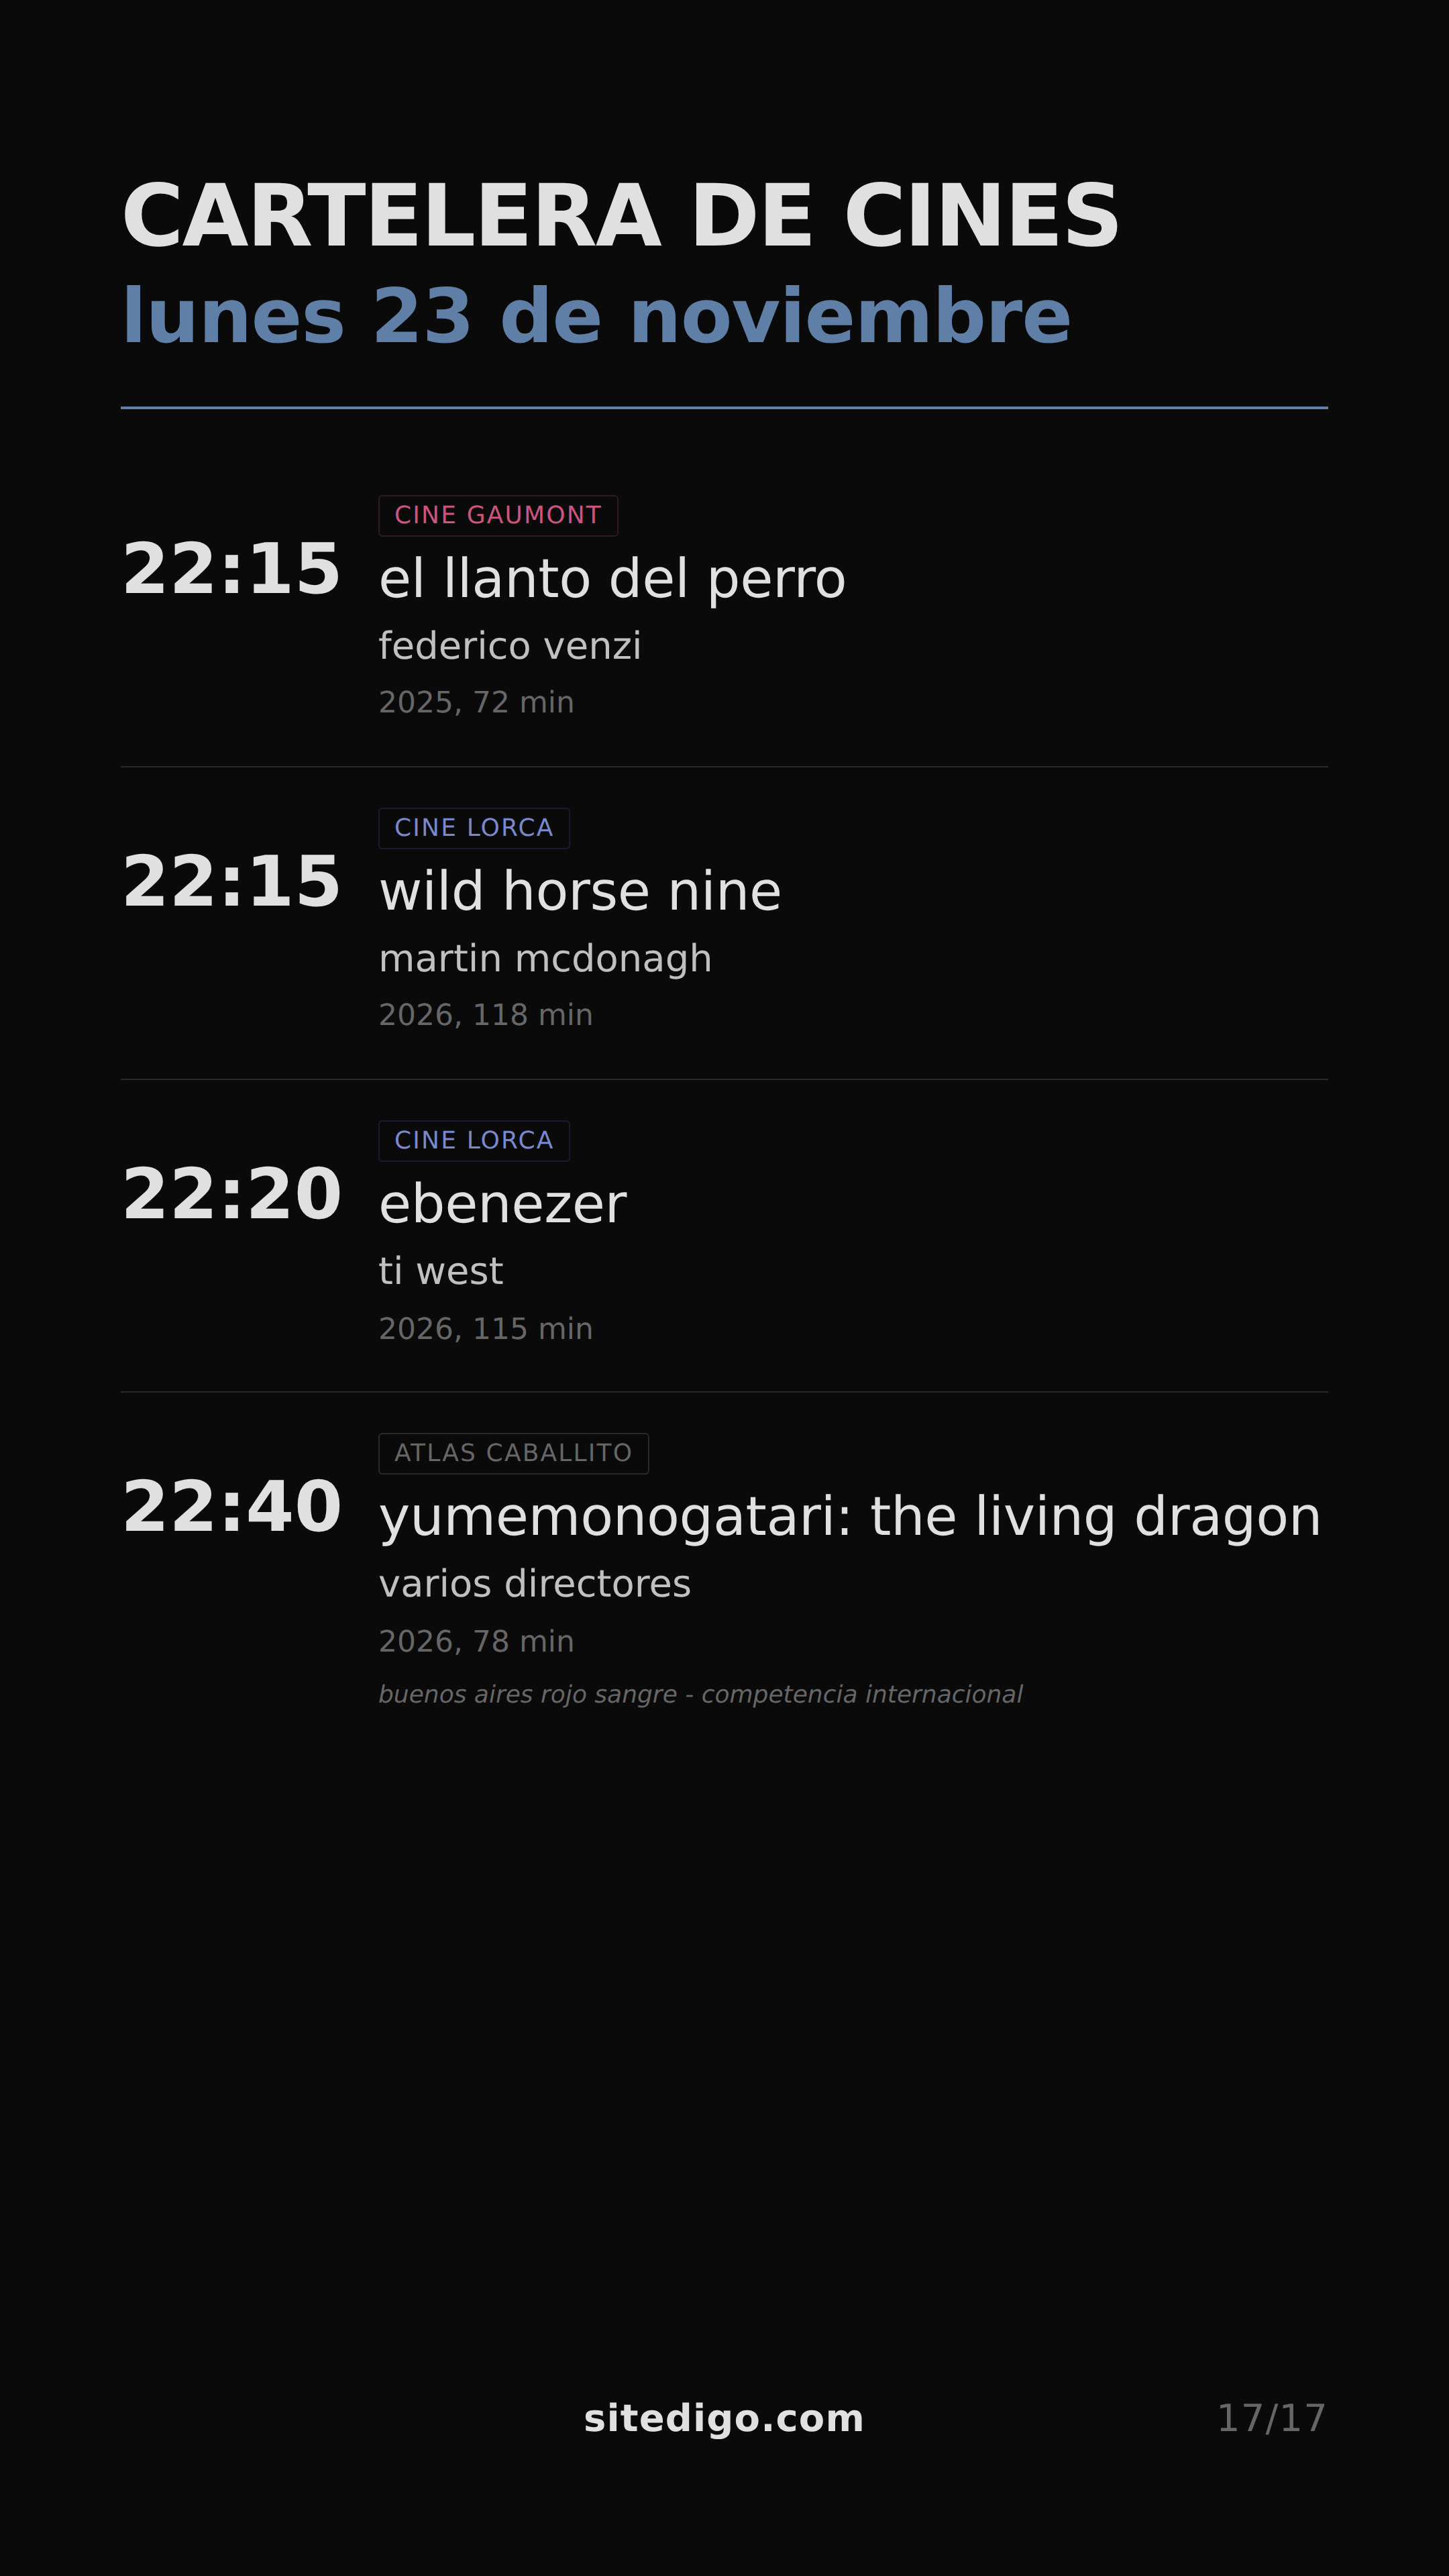 CARTELERA DE CINES
lunes 23 de noviembre
CINE GAUMONT
22:15
el llanto del perro
federico venzi
2025, 72 min
CINE LORCA
22:15
wild horse nine
martin mcdonagh
2026, 118 min
CINE LORCA
22:20
ebenezer
ti west
2026, 115 min
ATLAS CABALLITO
22:40
yumemonogatari: the living dragon
varios directores
2026, 78 min
buenos aires rojo sangre - competencia internacional
sitedigo.com
17/17